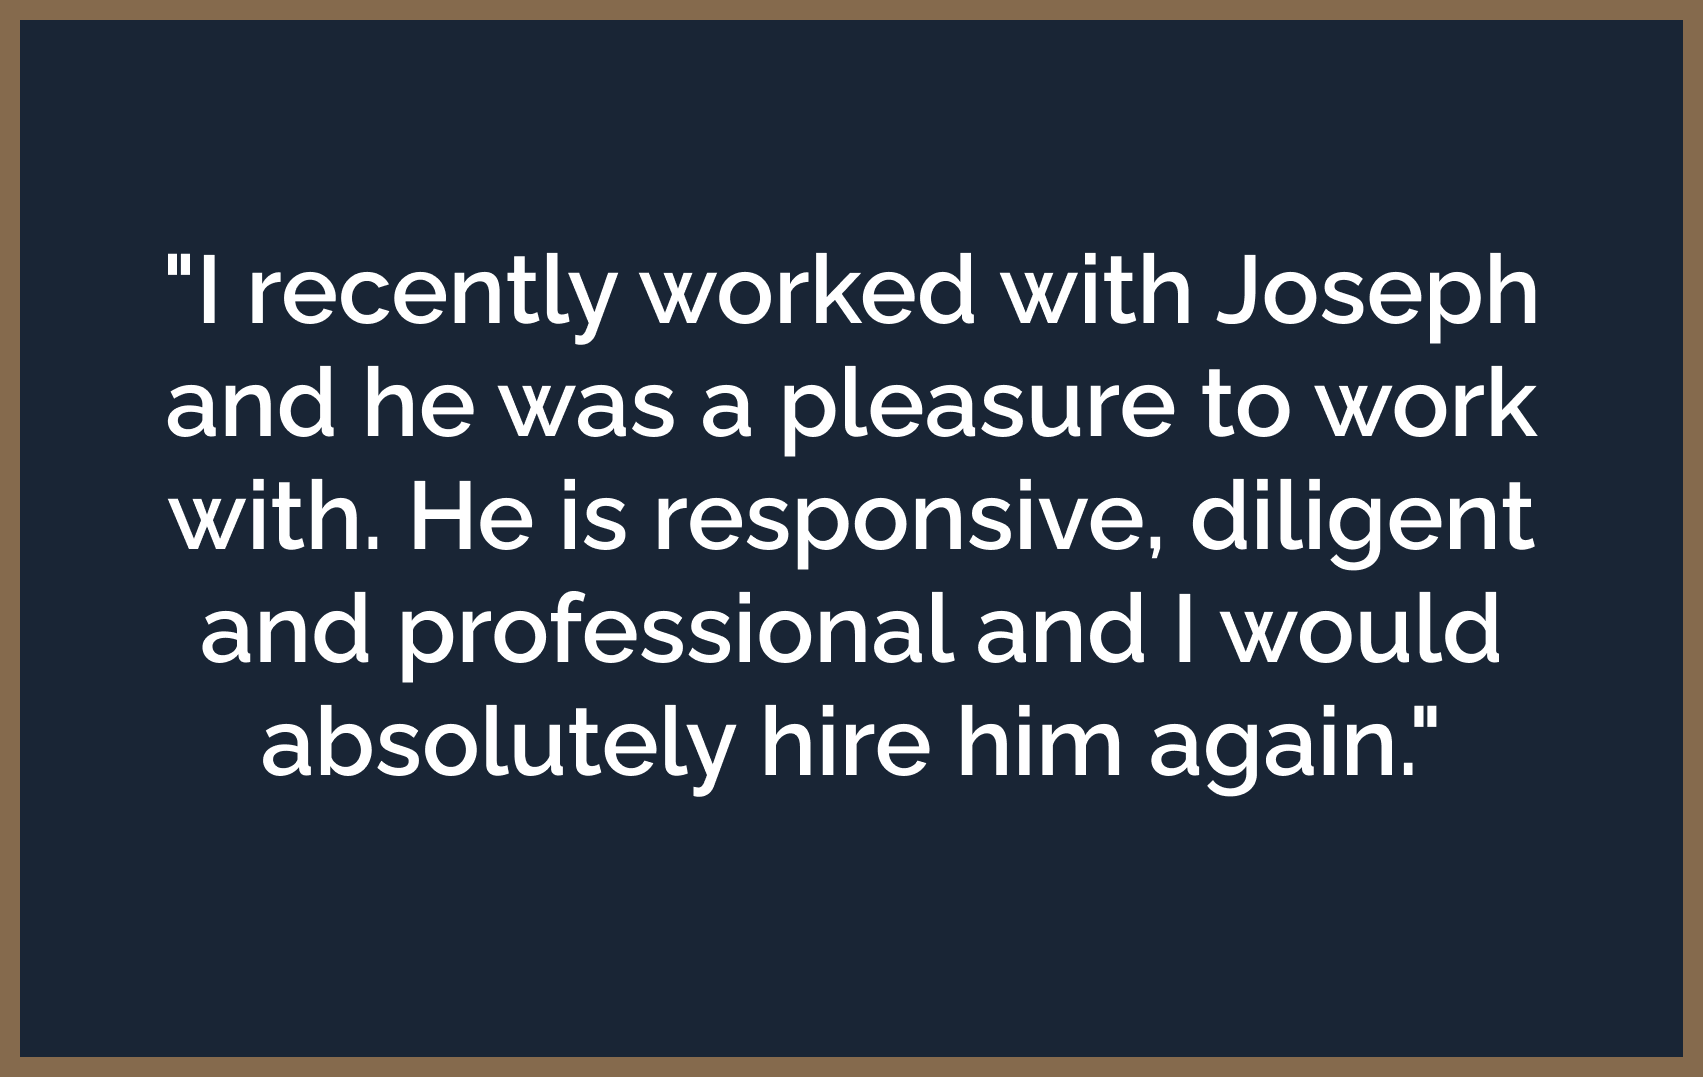 "I recently worked with Joseph
and he was a pleasure to work
with. He is responsive, diligent
and professional and I would
absolutely hire him again."